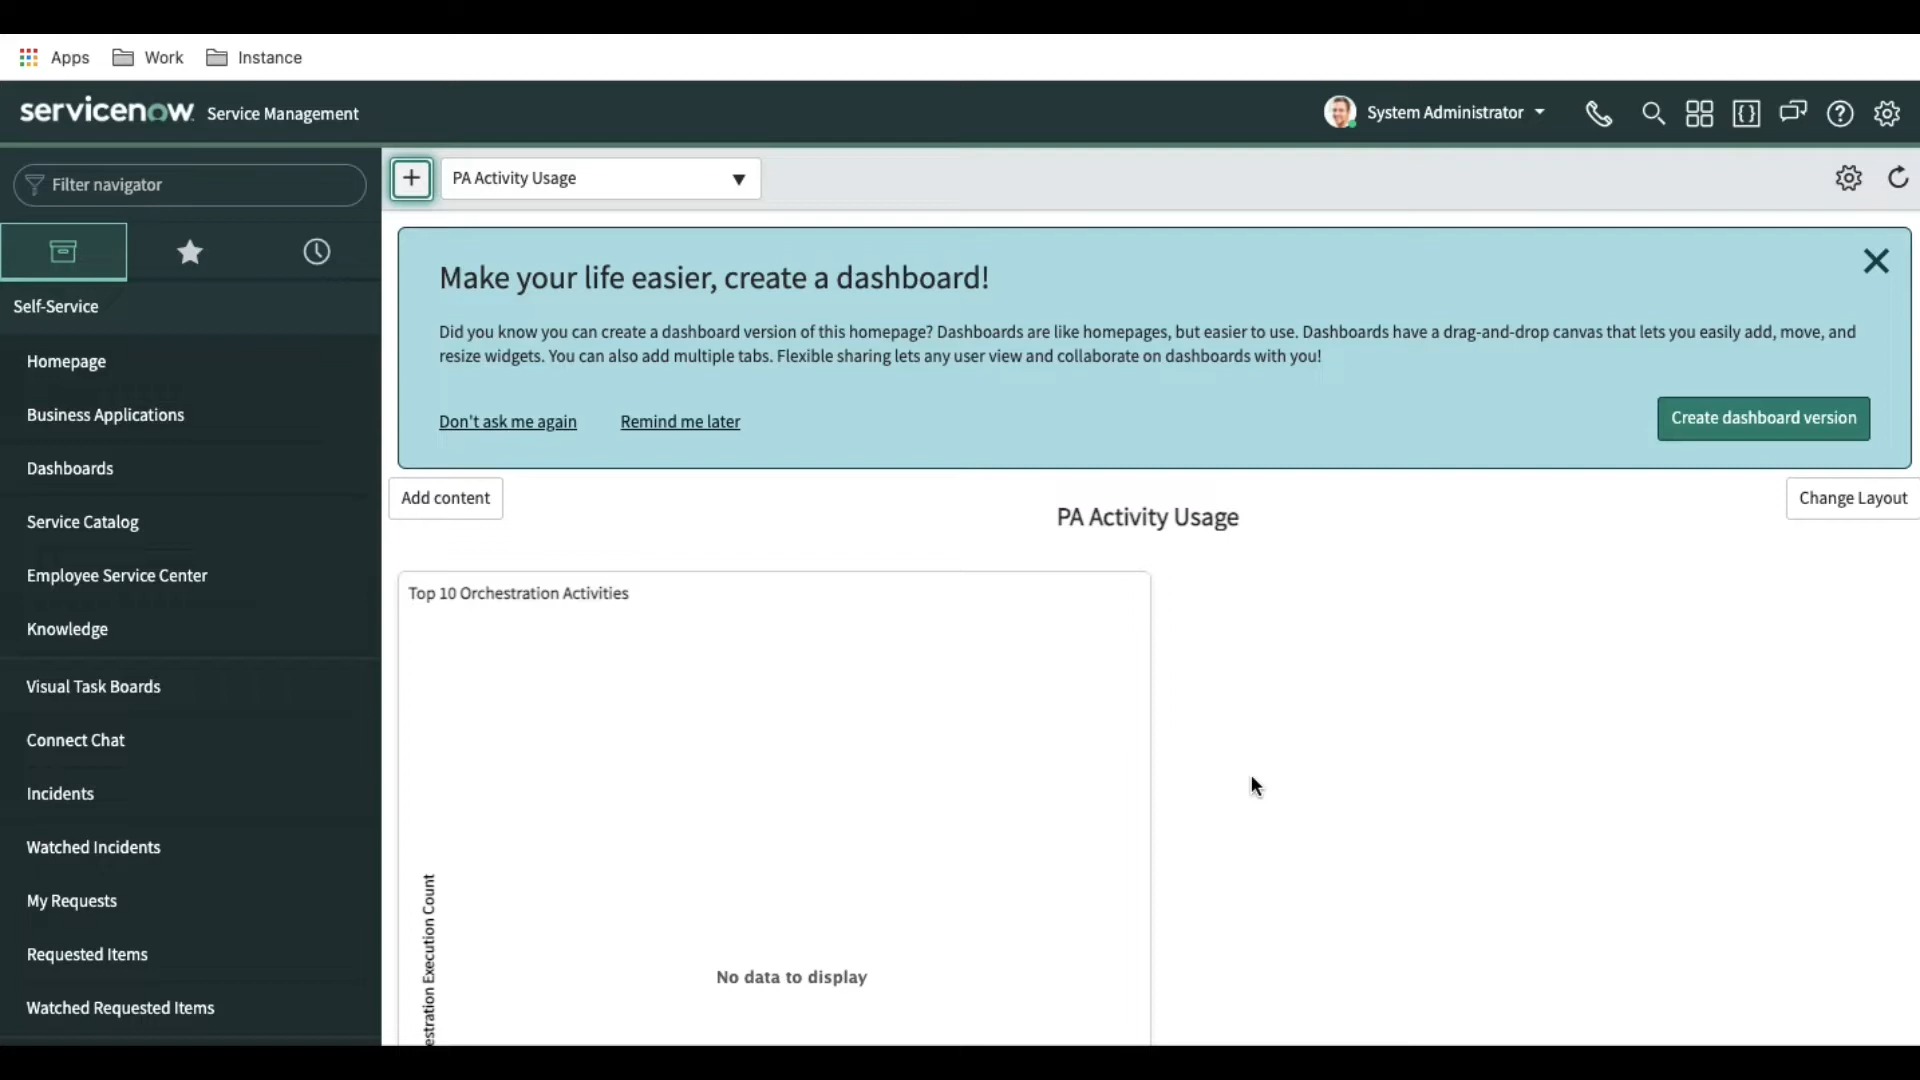 Apps Work Instance
servicenow Service Management
System Administrator
Filter navigator
PA Activity Usage
Self-Service
Homepage
Business Applications
Dashboards
Service Catalog
Employee Service Center
Knowledge
Visual Task Boards
Connect Chat
Incidents
Watched Incidents
My Requests
Requested Items
Watched Requested Items
Make your life easier, create a dashboard!
Did you know you can create a dashboard version of this homepage? Dashboards are like homepages, but easier to use. Dashboards have a drag-and-drop canvas that lets you easily add, move, and
resize widgets. You can also add multiple tabs. Flexible sharing lets any user view and collaborate on dashboards with you!
Don't ask me again Remind me later
Create dashboard version
Add content
PA Activity Usage
Change Layout
Top 10 Orchestration Activities
estration Execution Count
No data to display